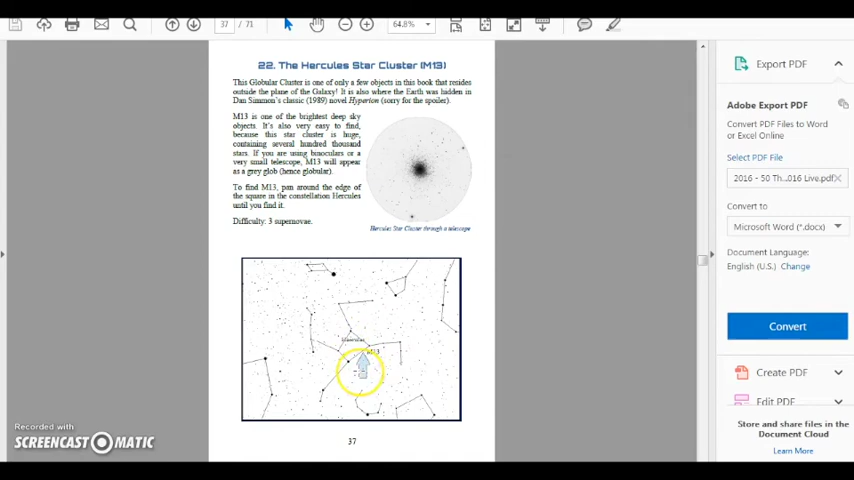 37 / 71
64.8%
22. The Hercules Star Cluster (M13)
This Globular Cluster is one of only a few objects in this book that resides
outside the plane of the Galaxy! It is also where the Earth was hidden in
Dan Simmon's classic (1989) novel Hyperion (sorry for the spoiler).
M13 is one of the brightest deep sky
objects. It's also very easy to find,
because this star cluster is huge,
containing several hundred thousand
stars. If you are using binoculars or a
very small telescope, M13 will appear
as a grey glob (hence globular).
To find M13, pan around the edge of
the square in the constellation Hercules
until you find it.
Difficulty: 3 supernovae.
Hercules Star Cluster through a telescope
Hercules
M13
37
Export PDF
Adobe Export PDF
Convert PDF Files to Word
or Excel Online
Select PDF File
2016 - 50 Th...016 Live.pdf
Convert to
Microsoft Word (*.docx)
Document Language:
English (U.S.) Change
Convert
Create PDF
Edit PDF
Store and share files in the
Document Cloud
Learn More
Recorded with
SCREENCAST-O-MATIC